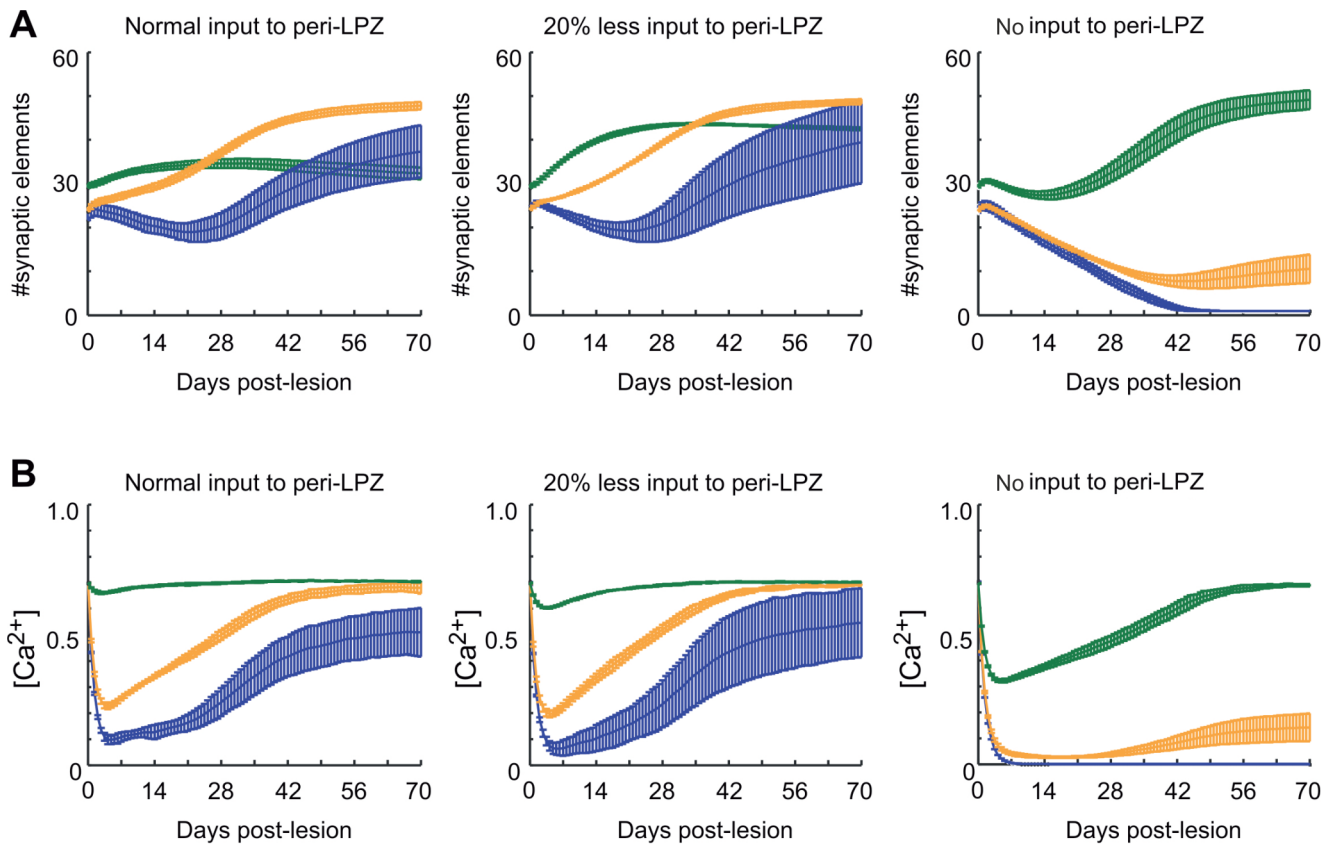 A
Normal input to peri-LPZ
20% less input to peri-LPZ
No input to peri-LPZ
#synaptic elements
60
30
0
0 14 28 42 56 70
Days post-lesion
#synaptic elements
60
30
0
0 14 28 42 56 70
Days post-lesion
#synaptic elements
60
30
0
0 14 28 42 56 70
Days post-lesion
B
Normal input to peri-LPZ
20% less input to peri-LPZ
No input to peri-LPZ
[Ca²⁺]
1.0
0.5
0
0 14 28 42 56 70
Days post-lesion
[Ca²⁺]
1.0
0.5
0
0 14 28 42 56 70
Days post-lesion
[Ca²⁺]
1.0
0.5
0
0 14 28 42 56 70
Days post-lesion